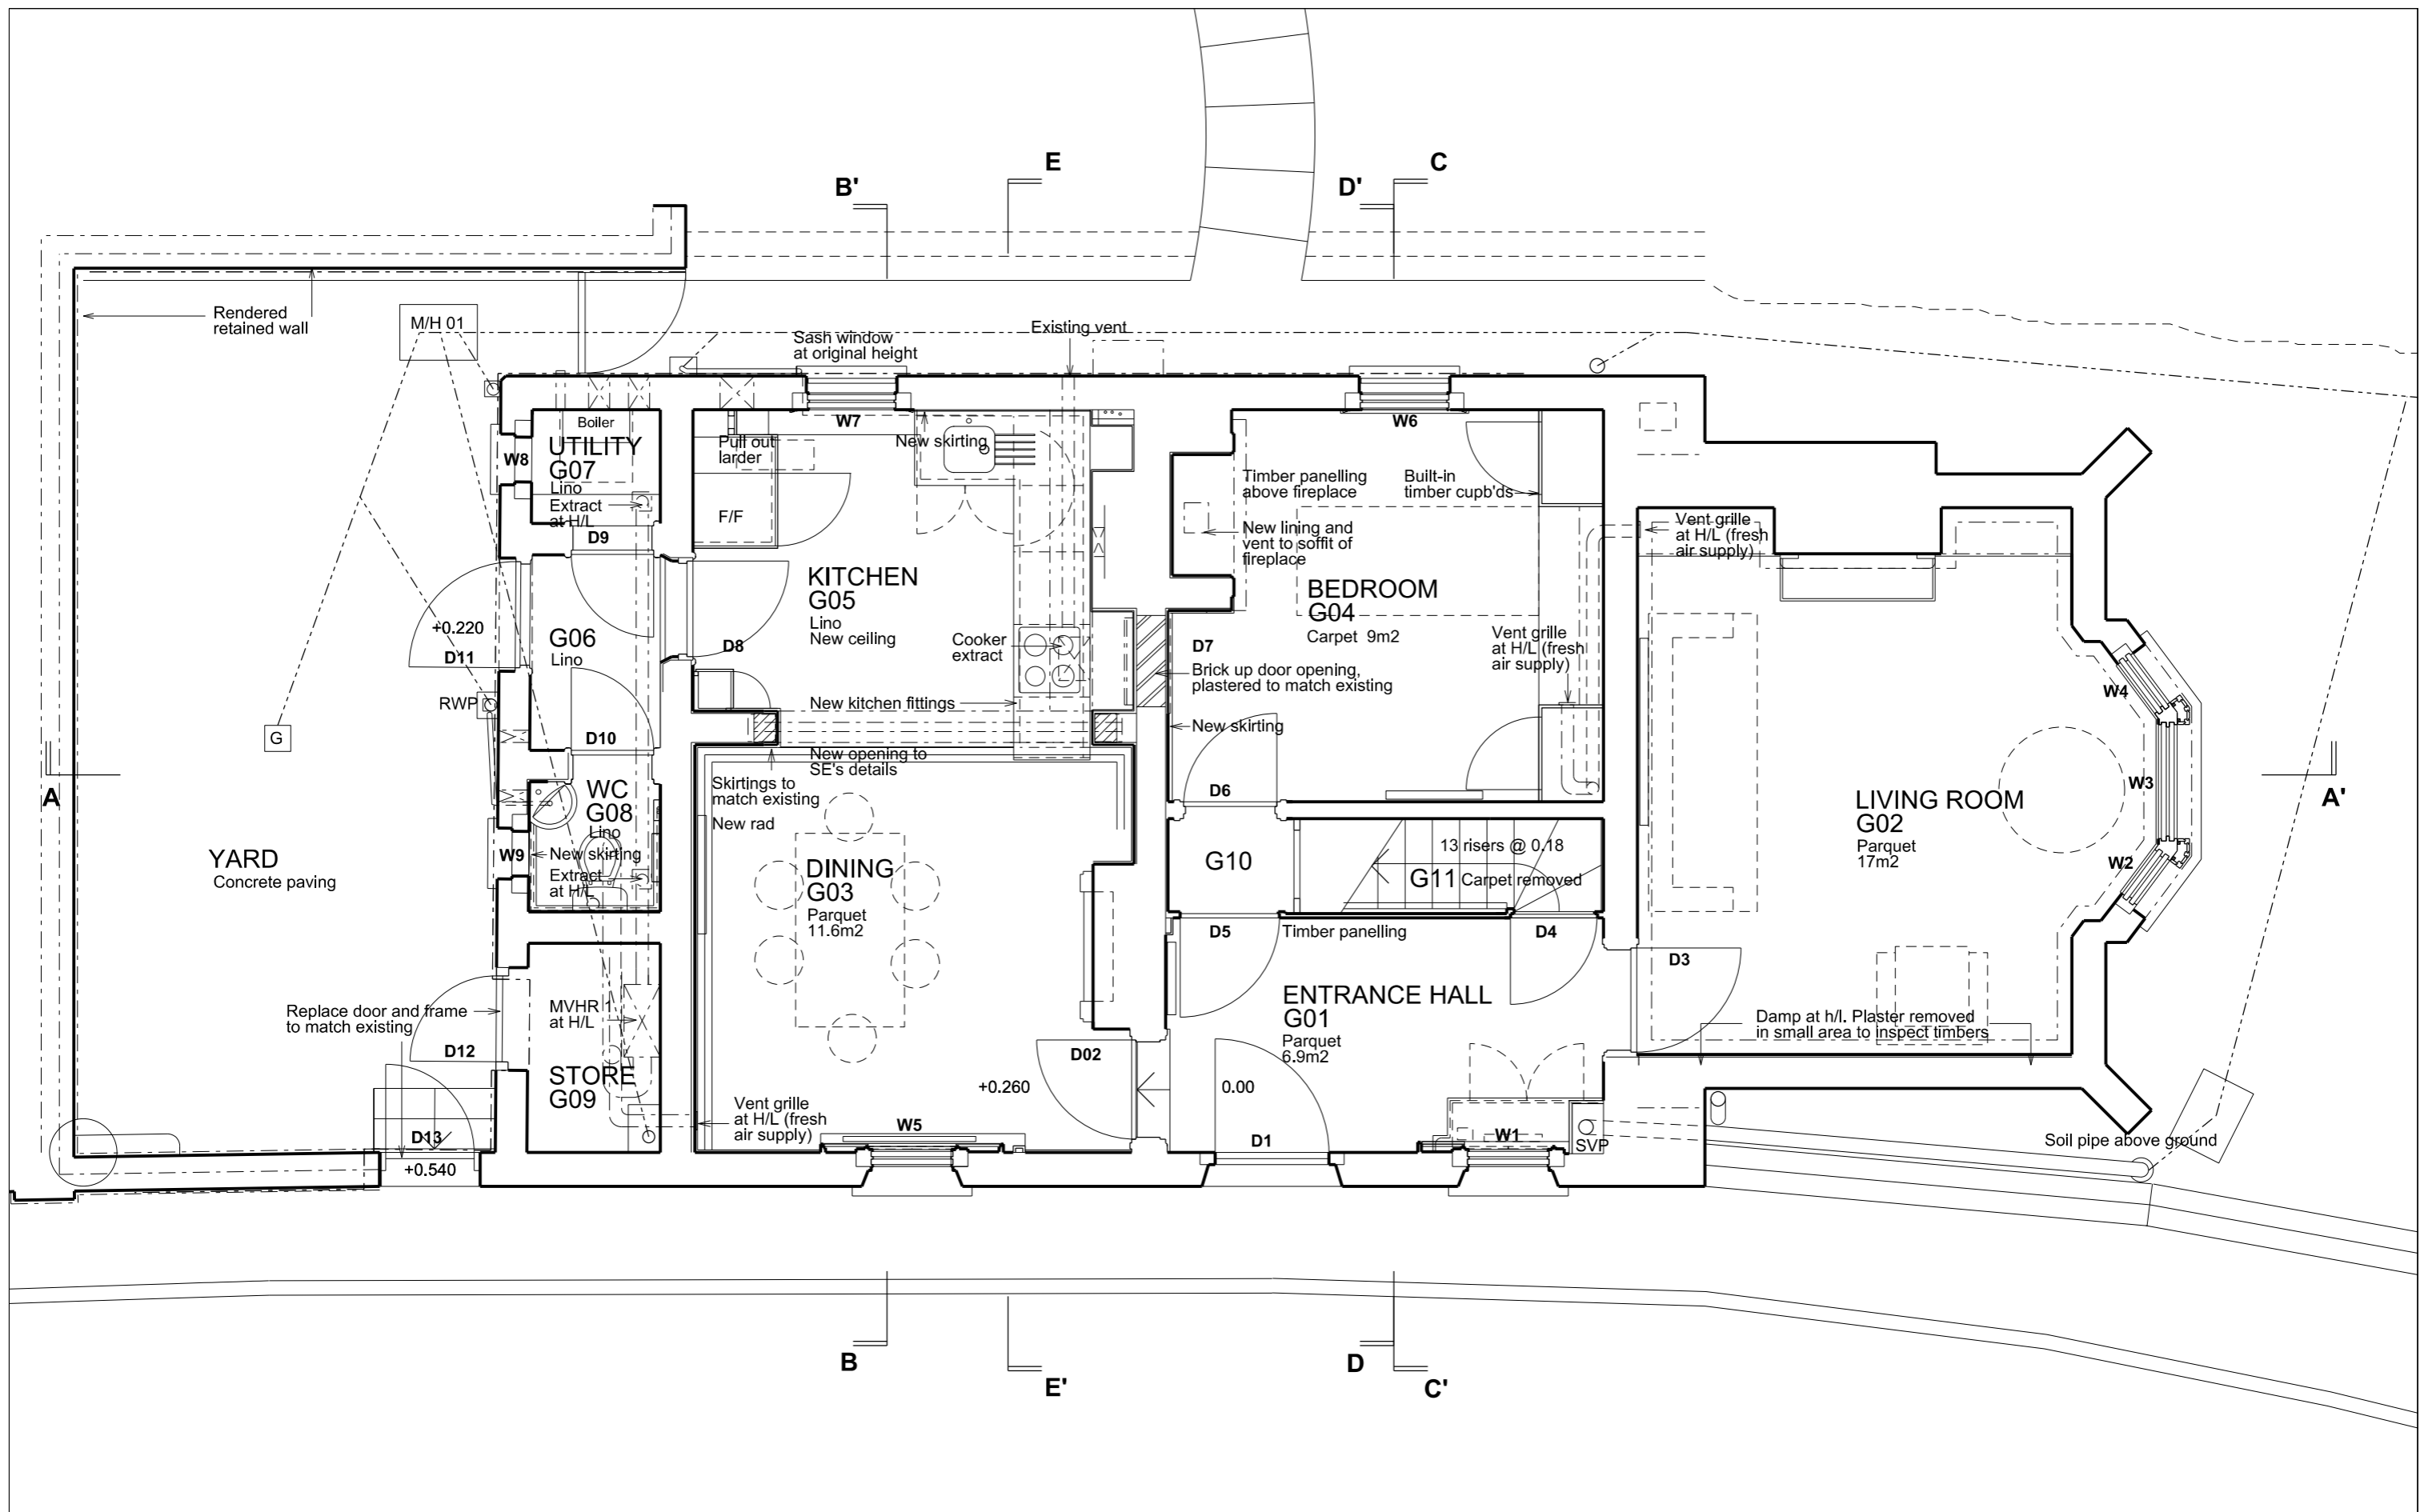 E
C
B'
D'
Rendered
retained wall
M/H 01
Sash window
at original height
Existing vent
Boiler
UTILITY
G07
Lino
Extract
at H/L
W8
D9
Pull out
larder
W7
New skirting
F/F
W6
Timber panelling
above fireplace
Built-in
timber cupb'ds
New lining and
vent to soffit of
fireplace
Vent grille
at H/L (fresh
air supply)
KITCHEN
G05
Lino
New ceiling
BEDROOM
G04
Carpet 9m2
Cooker
extract
Vent grille
at H/L (fresh
air supply)
+0.220
D11
G06
Lino
D8
D7
Brick up door opening,
plastered to match existing
New kitchen fittings
New skirting
RWP
G
D10
New opening to
SE's details
Skirtings to
match existing
New rad
D6
W4
W3
W2
A
A'
WC
G08
Lino
W9
New skirting
Extract
at H/L
YARD
Concrete paving
DINING
G03
Parquet
11.6m2
G10
13 risers @ 0.18
G11
Carpet removed
LIVING ROOM
G02
Parquet
17m2
D5
Timber panelling
D4
D3
ENTRANCE HALL
G01
Parquet
6.9m2
Replace door and frame
to match existing
MVHR
at H/L
Damp at h/l. Plaster removed
in small area to inspect timbers
D12
STORE
G09
D02
+0.260
0.00
Vent grille
at H/L (fresh
air supply)
D13
+0.540
W5
D1
W1
SVP
Soil pipe above ground
B
D
E'
C'